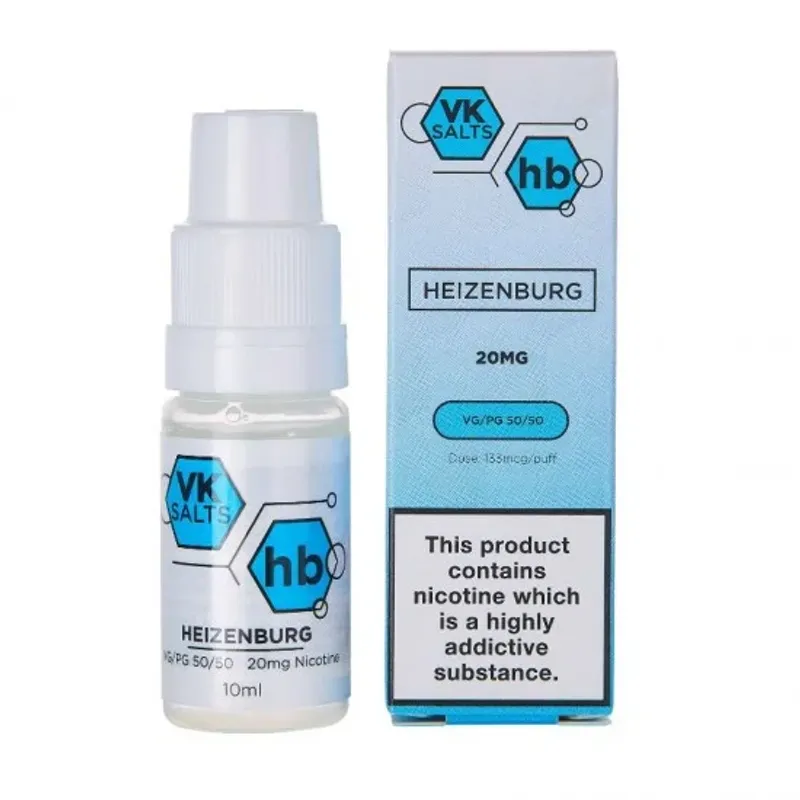 VK
SALTS
hb
HEIZENBURG
20MG
VG/PG 50/50
Dose: 133mcg/puff
This product
contains
nicotine which
is a highly
addictive
substance.
VK
SALTS
hb
HEIZENBURG
VG/PG 50/50 20mg Nicotine
10ml